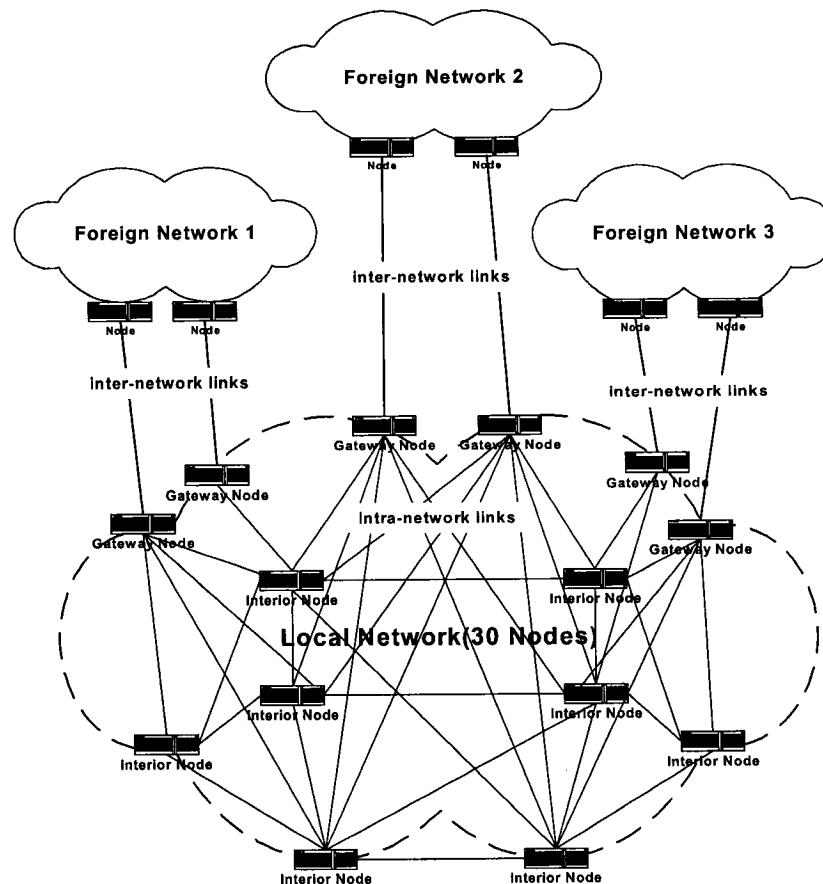 Foreign Network 2
Node
Node
Foreign Network 1
Foreign Network 3
inter-network links
Node
Node
Node
Node
inter-network links
inter-network links
Gateway Node
Gateway Node
Gateway Node
Gateway Node
Intra-network links
Gateway Node
Gateway Node
Interior Node
Interior Node
Local Network(30 Nodes)
Interior Node
Interior Node
Interior Node
Interior Node
Interior Node
Interior Node